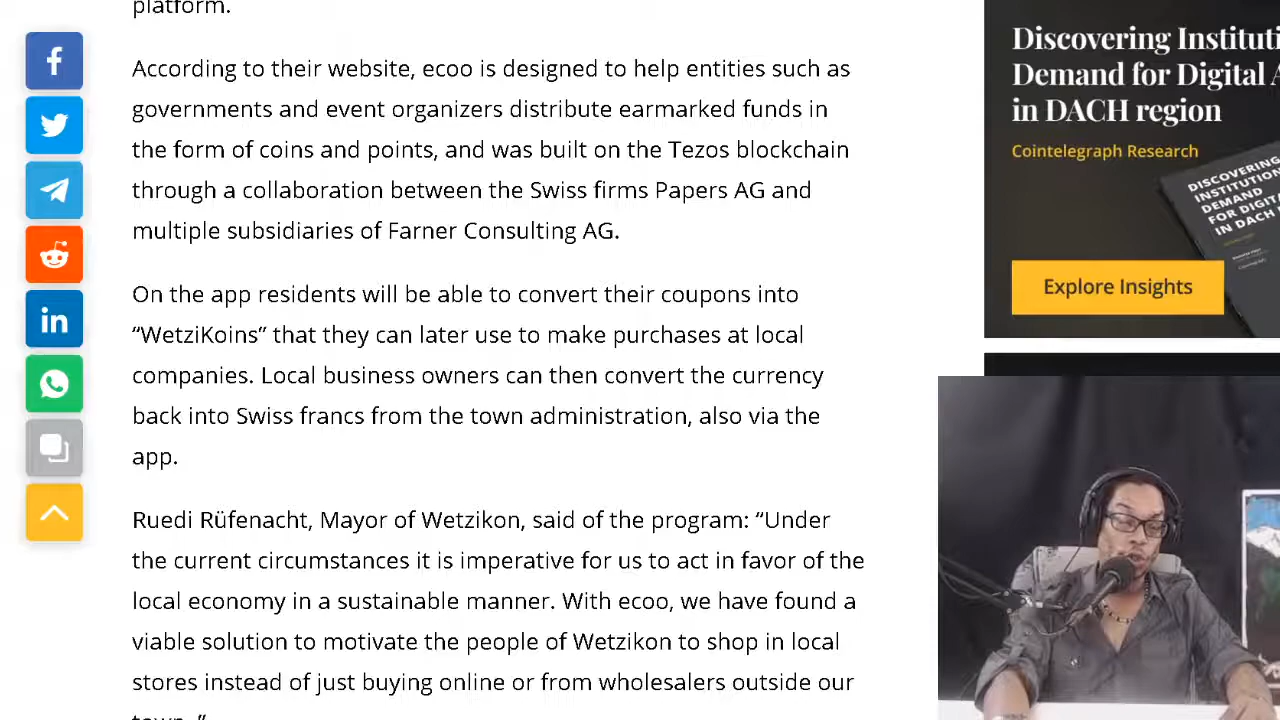 platform.
According to their website, ecoo is designed to help entities such as
governments and event organizers distribute earmarked funds in
the form of coins and points, and was built on the Tezos blockchain
through a collaboration between the Swiss firms Papers AG and
multiple subsidiaries of Farner Consulting AG.
On the app residents will be able to convert their coupons into
“WetziKoins” that they can later use to make purchases at local
companies. Local business owners can then convert the currency
back into Swiss francs from the town administration, also via the
app.
Ruedi Rüfenacht, Mayor of Wetzikon, said of the program: “Under
the current circumstances it is imperative for us to act in favor of the
local economy in a sustainable manner. With ecoo, we have found a
viable solution to motivate the people of Wetzikon to shop in local
stores instead of just buying online or from wholesalers outside our
town.”
Discovering Instituti
Demand for Digital A
in DACH region
Cointelegraph Research
DISCOVERING
INSTITUTION
DEMAND
FOR DIGITA
IN DACH
Explore Insights